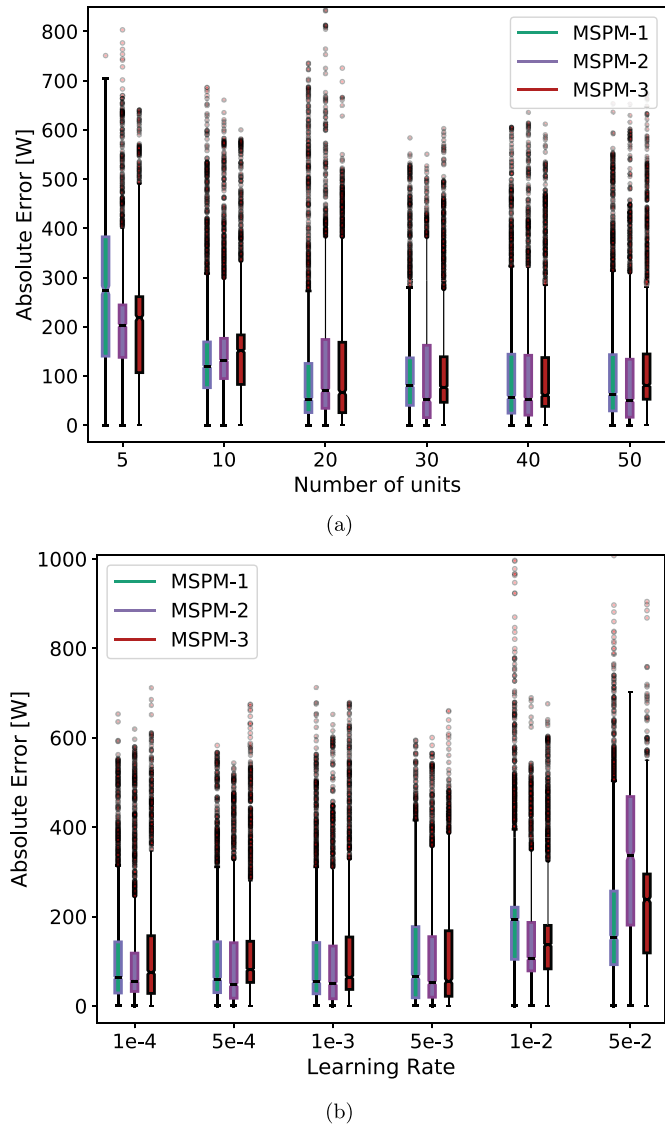 800
700
600
500
400
300
200
100
0
Absolute Error [W]
MSPM-1
MSPM-2
MSPM-3
5 10 20 30 40 50
Number of units
(a)
1000
800
600
400
200
0
Absolute Error [W]
MSPM-1
MSPM-2
MSPM-3
1e-4 5e-4 1e-3 5e-3 1e-2 5e-2
Learning Rate
(b)